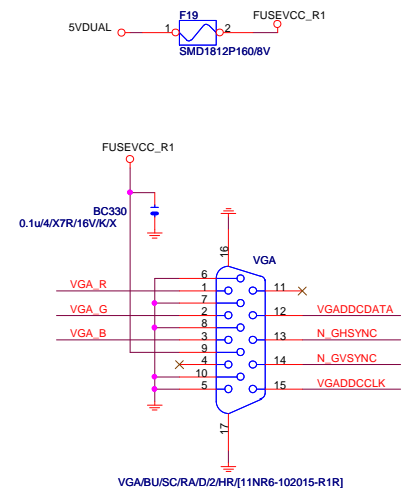 F19
FUSEVCC_R1
5VDUAL
1
2
SMD1812P160/8V
FUSEVCC_R1
BC330
0.1u/4/X7R/16V/K/X
16
VGA
6
VGA_R
1
11
7
VGA_G
2
12
VGADDCDATA
8
VGA_B
3
13
N_GHSYNC
9
4
14
N_GVSYNC
10
5
15
VGADDCCLK
17
VGA/BU/SC/RA/D/2/HR/[11NR6-102015-R1R]